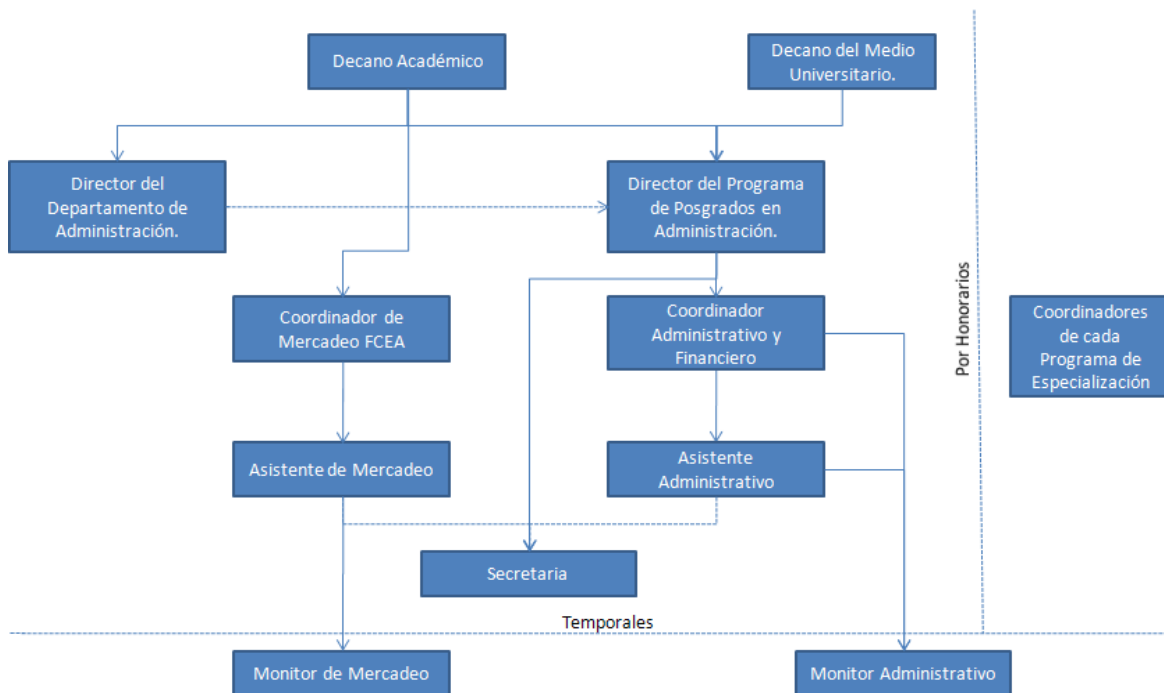 Decano Académico
Decano del Medio
Universitario.
Director del
Departamento de
Administración.
Director del Programa
de Posgrados en
Administración.
Coordinador de
Mercadeo FCEA
Coordinador
Administrativo y
Financiero
Por Honorarios
Coordinadores
de cada
Programa de
Especialización
Asistente de Mercadeo
Asistente
Administrativo
Secretaria
Temporales
Monitor de Mercadeo
Monitor Administrativo